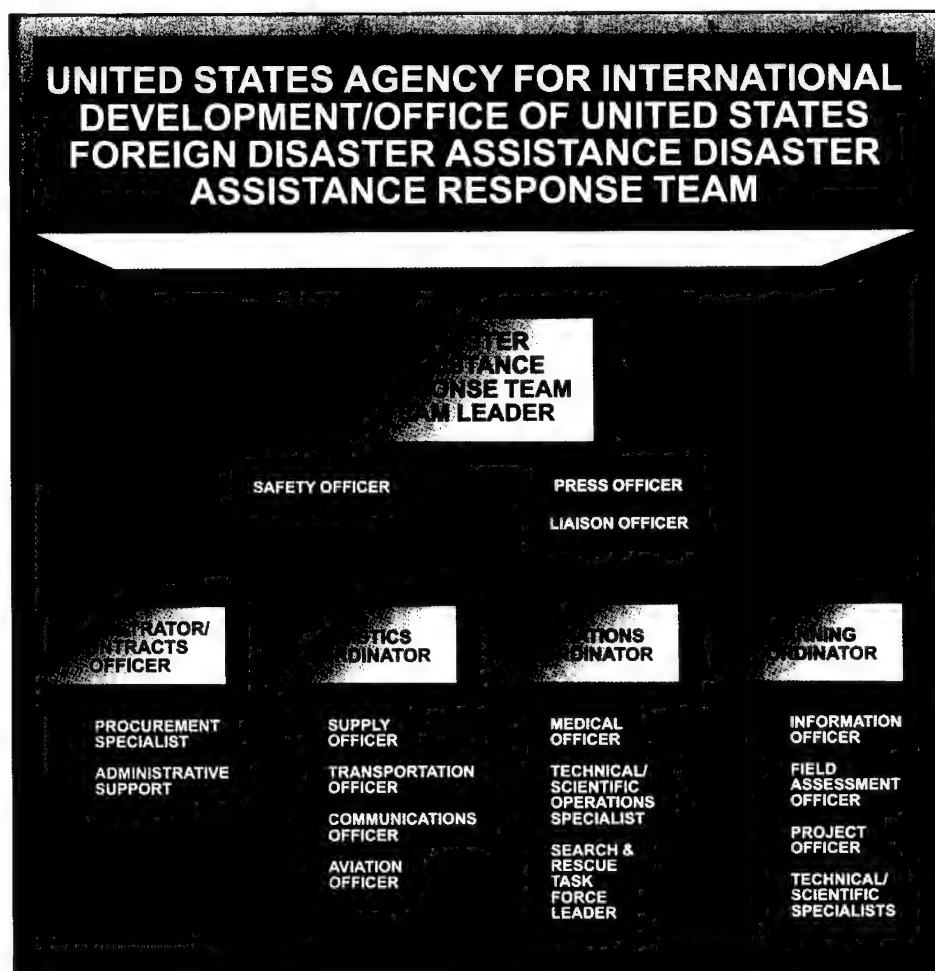 UNITED STATES AGENCY FOR INTERNATIONAL
DEVELOPMENT/OFFICE OF UNITED STATES
FOREIGN DISASTER ASSISTANCE DISASTER
ASSISTANCE RESPONSE TEAM
TEAM
LEADER
SAFETY OFFICER
PRESS OFFICER
LIAISON OFFICER
OFFICER
PROCUREMENT
SPECIALIST
ADMINISTRATIVE
SUPPORT
SUPPLY
OFFICER
TRANSPORTATION
OFFICER
COMMUNICATIONS
OFFICER
AVIATION
OFFICER
MEDICAL
OFFICER
TECHNICAL/
SCIENTIFIC
OPERATIONS
SPECIALIST
SEARCH &
RESCUE
TASK
FORCE
LEADER
INFORMATION
OFFICER
FIELD
ASSESSMENT
OFFICER
PROJECT
OFFICER
TECHNICAL/
SCIENTIFIC
SPECIALISTS